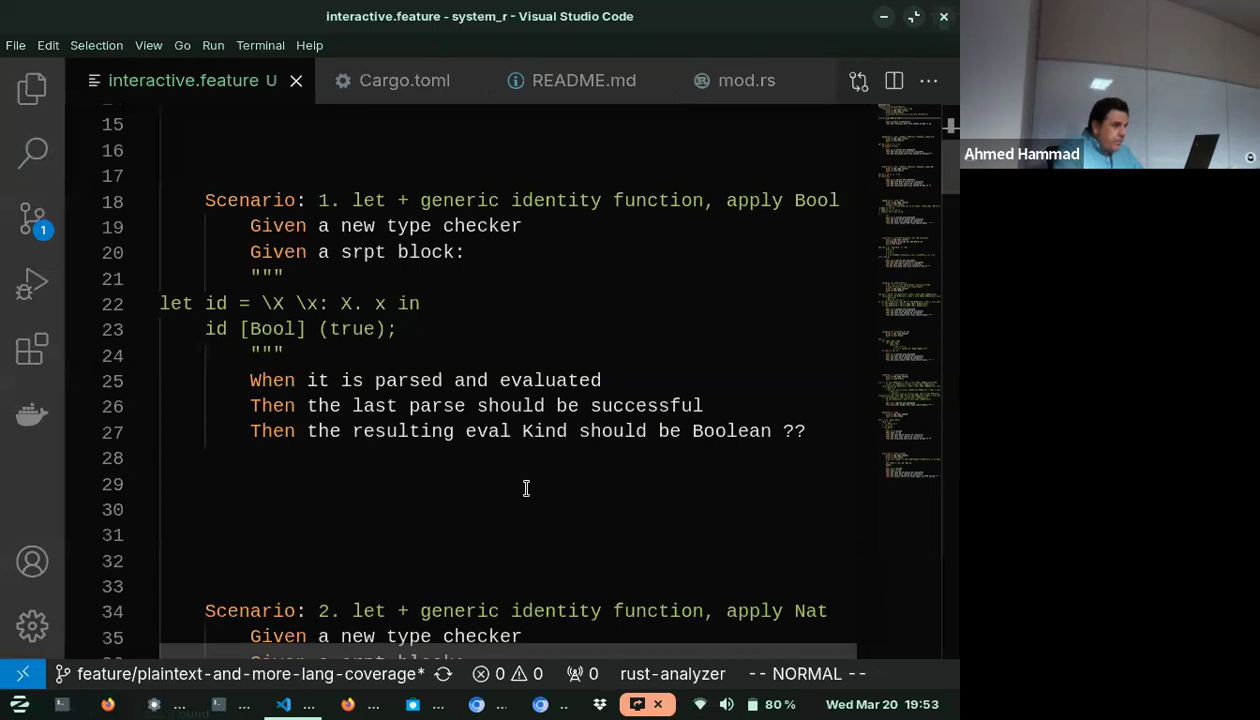 interactive.feature - system_r - Visual Studio Code
File Edit Selection View Go Run Terminal Help
interactive.feature U Cargo.toml README.md mod.rs
15
16
17
18 Scenario: 1. let + generic identity function, apply Bool
19 Given a new type checker
20 Given a srpt block:
21 """
22 let id = \X \x: X. x in
23 id [Bool] (true);
24 """
25 When it is parsed and evaluated
26 Then the last parse should be successful
27 Then the resulting eval Kind should be Boolean ??
28
29
30
31
32
33
34 Scenario: 2. let + generic identity function, apply Nat
35 Given a new type checker
1
feature/plaintext-and-more-lang-coverage* 0 0 0 rust-analyzer -- NORMAL --
... ... ... ... ... .. 80 % Wed Mar 20 19:53
Ahmed Hammad